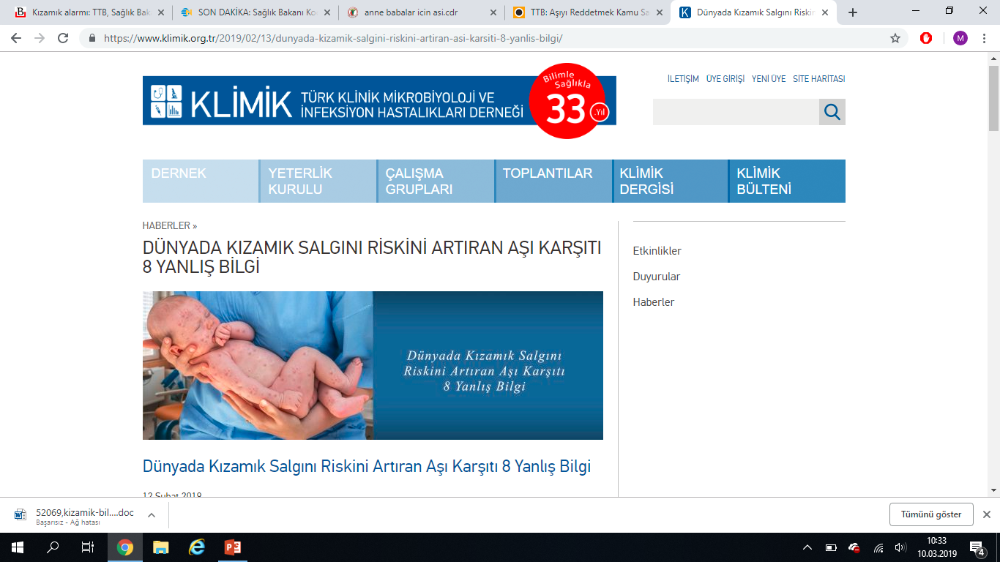 Kızamık alarmı: TTB, Sağlık Bak
SON DAKİKA: Sağlık Bakanı Ko
anne babalar icin asi.cdr
TTB: Aşıyı Reddetmek Kamu Sa
Dünyada Kızamık Salgını Riskin
https://www.klimik.org.tr/2019/02/13/dunyada-kizamik-salgini-riskini-artiran-asi-karsiti-8-yanlis-bilgi/
M
KLİMİK
TÜRK KLİNİK MİKROBİYOLOJİ VE
İNFEKSİYON HASTALIKLARI DERNEĞİ
Bilimle
Sağlıkla
33
.Yıl
İLETİŞİM ÜYE GİRİŞİ YENİ ÜYE SİTE HARİTASI
DERNEK
YETERLİK
KURULU
ÇALIŞMA
GRUPLARI
TOPLANTILAR
KLİMİK
DERGİSİ
KLİMİK
BÜLTENİ
HABERLER »
DÜNYADA KIZAMIK SALGINI RİSKİNİ ARTIRAN AŞI KARŞITI
8 YANLIŞ BİLGİ
Dünyada Kızamık Salgını
Riskini Artıran Aşı Karşıtı
8 Yanlış Bilgi
Dünyada Kızamık Salgını Riskini Artıran Aşı Karşıtı 8 Yanlış Bilgi
12 Şubat 2019
Etkinlikler
Duyurular
Haberler
52069,kizamik-bil....doc
Başarısız - Ağ hatası
Tümünü göster
10:33
10.03.2019
4